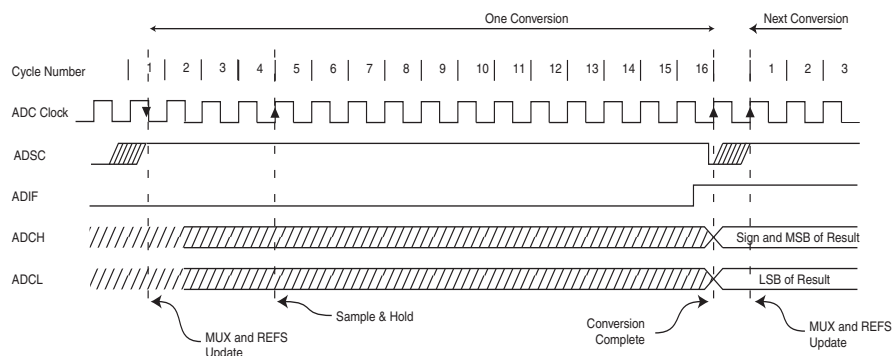 One Conversion
Next Conversion
Cycle Number 1 2 3 4 5 6 7 8 9 10 11 12 13 14 15 16 1 2 3
ADC Clock
ADSC
ADIF
ADCH
Sign and MSB of Result
ADCL
LSB of Result
MUX and REFS
Update
Sample & Hold
Conversion
Complete
MUX and REFS
Update